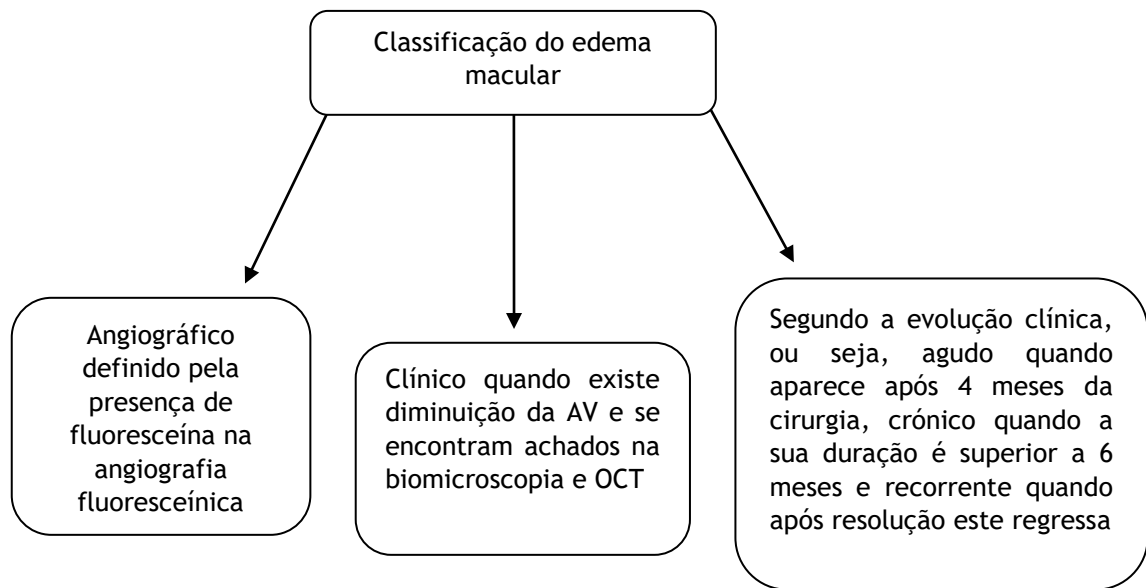 Classificação do edema
macular
Angiográfico
definido pela
presença de
fluoresceína na
angiografia
fluoresceínica
Clínico quando existe
diminuição da AV e se
encontram achados na
biomicroscopia e OCT
Segundo a evolução clínica,
ou seja, agudo quando
aparece após 4 meses da
cirurgia, crónico quando a
sua duração é superior a 6
meses e recorrente quando
após resolução este regressa